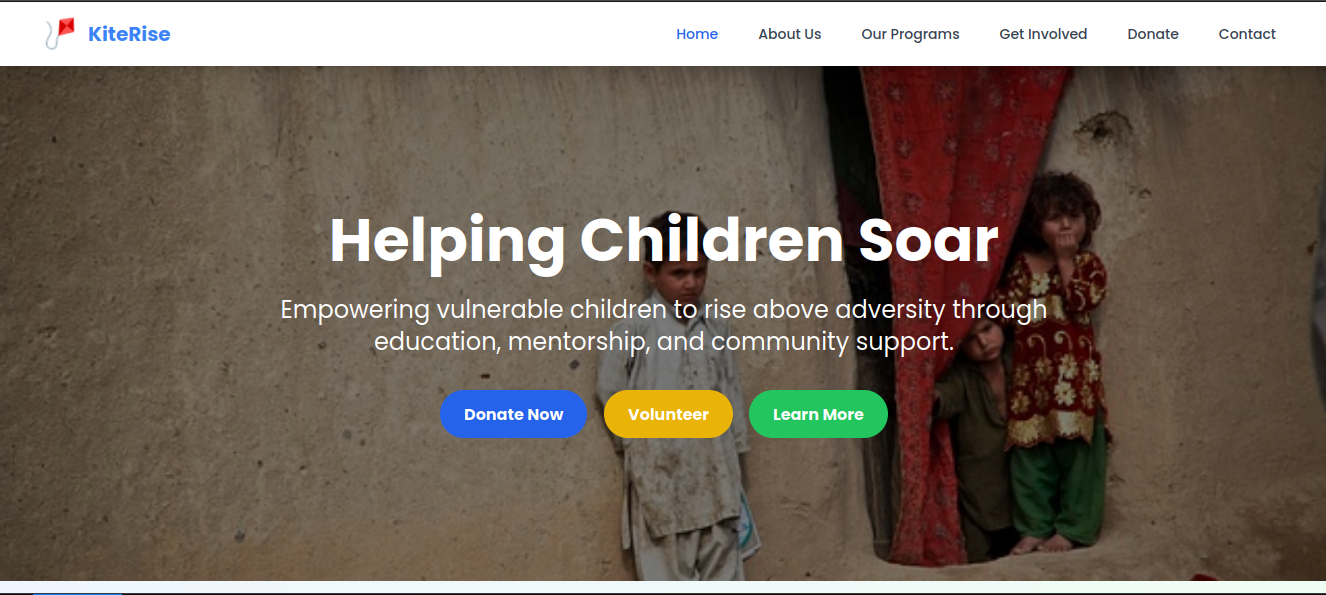 KiteRise
Home About Us Our Programs Get Involved Donate Contact
Helping Children Soar
Empowering vulnerable children to rise above adversity through
education, mentorship, and community support.
Donate Now Volunteer Learn More